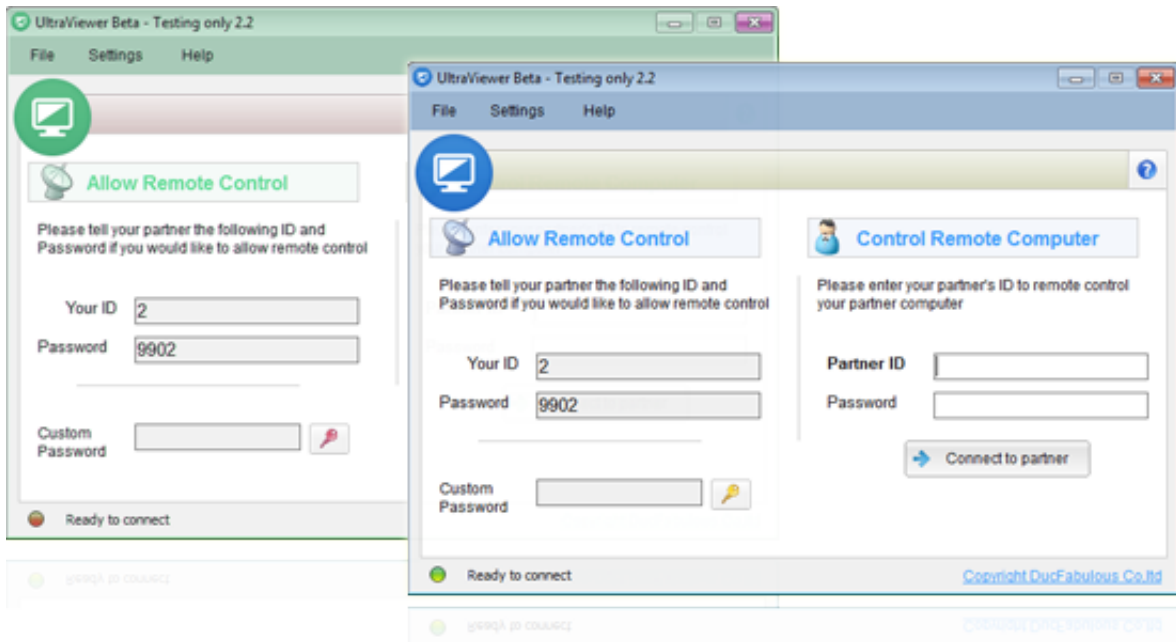 UltraViewer Beta - Testing only 2.2
File Settings Help
Allow Remote Control
Please tell your partner the following ID and
Password if you would like to allow remote control
Your ID 2
Password 9902
Custom
Password
Ready to connect
UltraViewer Beta - Testing only 2.2
File Settings Help
Allow Remote Control
Please tell your partner the following ID and
Password if you would like to allow remote control
Your ID 2
Password 9902
Custom
Password
Control Remote Computer
Please enter your partner's ID to remote control
your partner computer
Partner ID
Password
Connect to partner
Ready to connect
Copyright DucFabulous Co.ltd